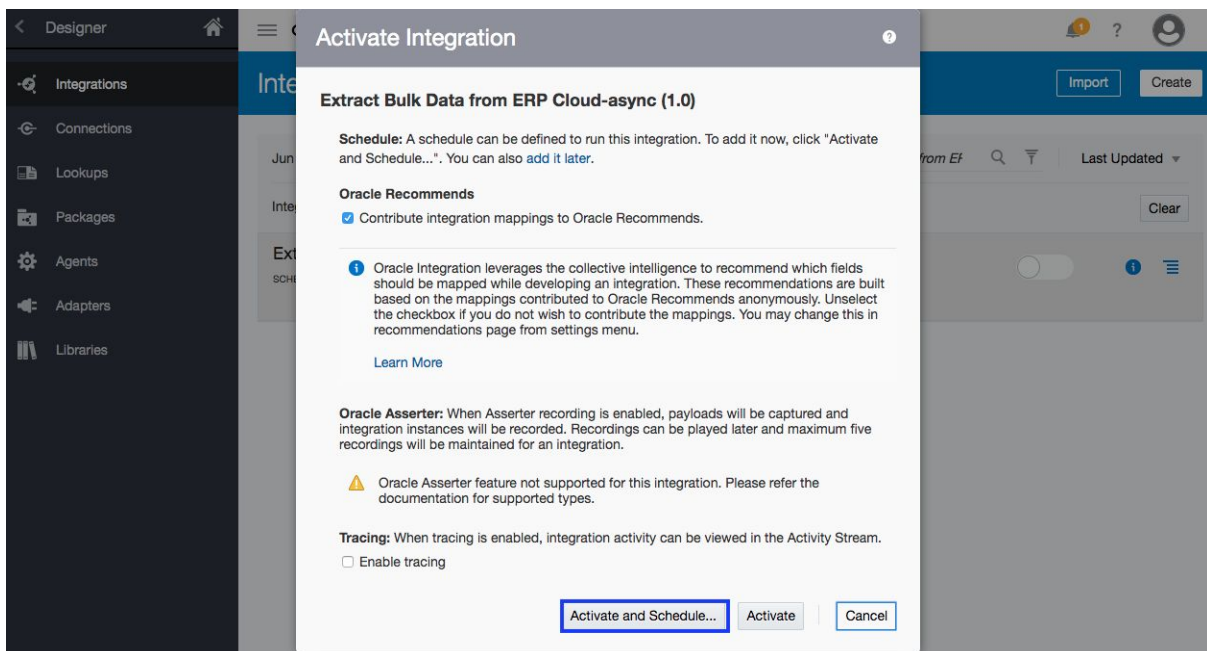 Designer
Integrations
Connections
Lookups
Packages
Agents
Adapters
Libraries
Inte
Import
Create
Jun
from EF
Last Updated
Inte
Clear
Ext
SCHE
Activate Integration
Extract Bulk Data from ERP Cloud-async (1.0)
Schedule: A schedule can be defined to run this integration. To add it now, click "Activate
and Schedule...". You can also add it later.
Oracle Recommends
Contribute integration mappings to Oracle Recommends.
Oracle Integration leverages the collective intelligence to recommend which fields
should be mapped while developing an integration. These recommendations are built
based on the mappings contributed to Oracle Recommends anonymously. Unselect
the checkbox if you do not wish to contribute the mappings. You may change this in
recommendations page from settings menu.
Learn More
Oracle Asserter: When Asserter recording is enabled, payloads will be captured and
integration instances will be recorded. Recordings can be played later and maximum five
recordings will be maintained for an integration.
Oracle Asserter feature not supported for this integration. Please refer the
documentation for supported types.
Tracing: When tracing is enabled, integration activity can be viewed in the Activity Stream.
Enable tracing
Activate and Schedule...
Activate
Cancel